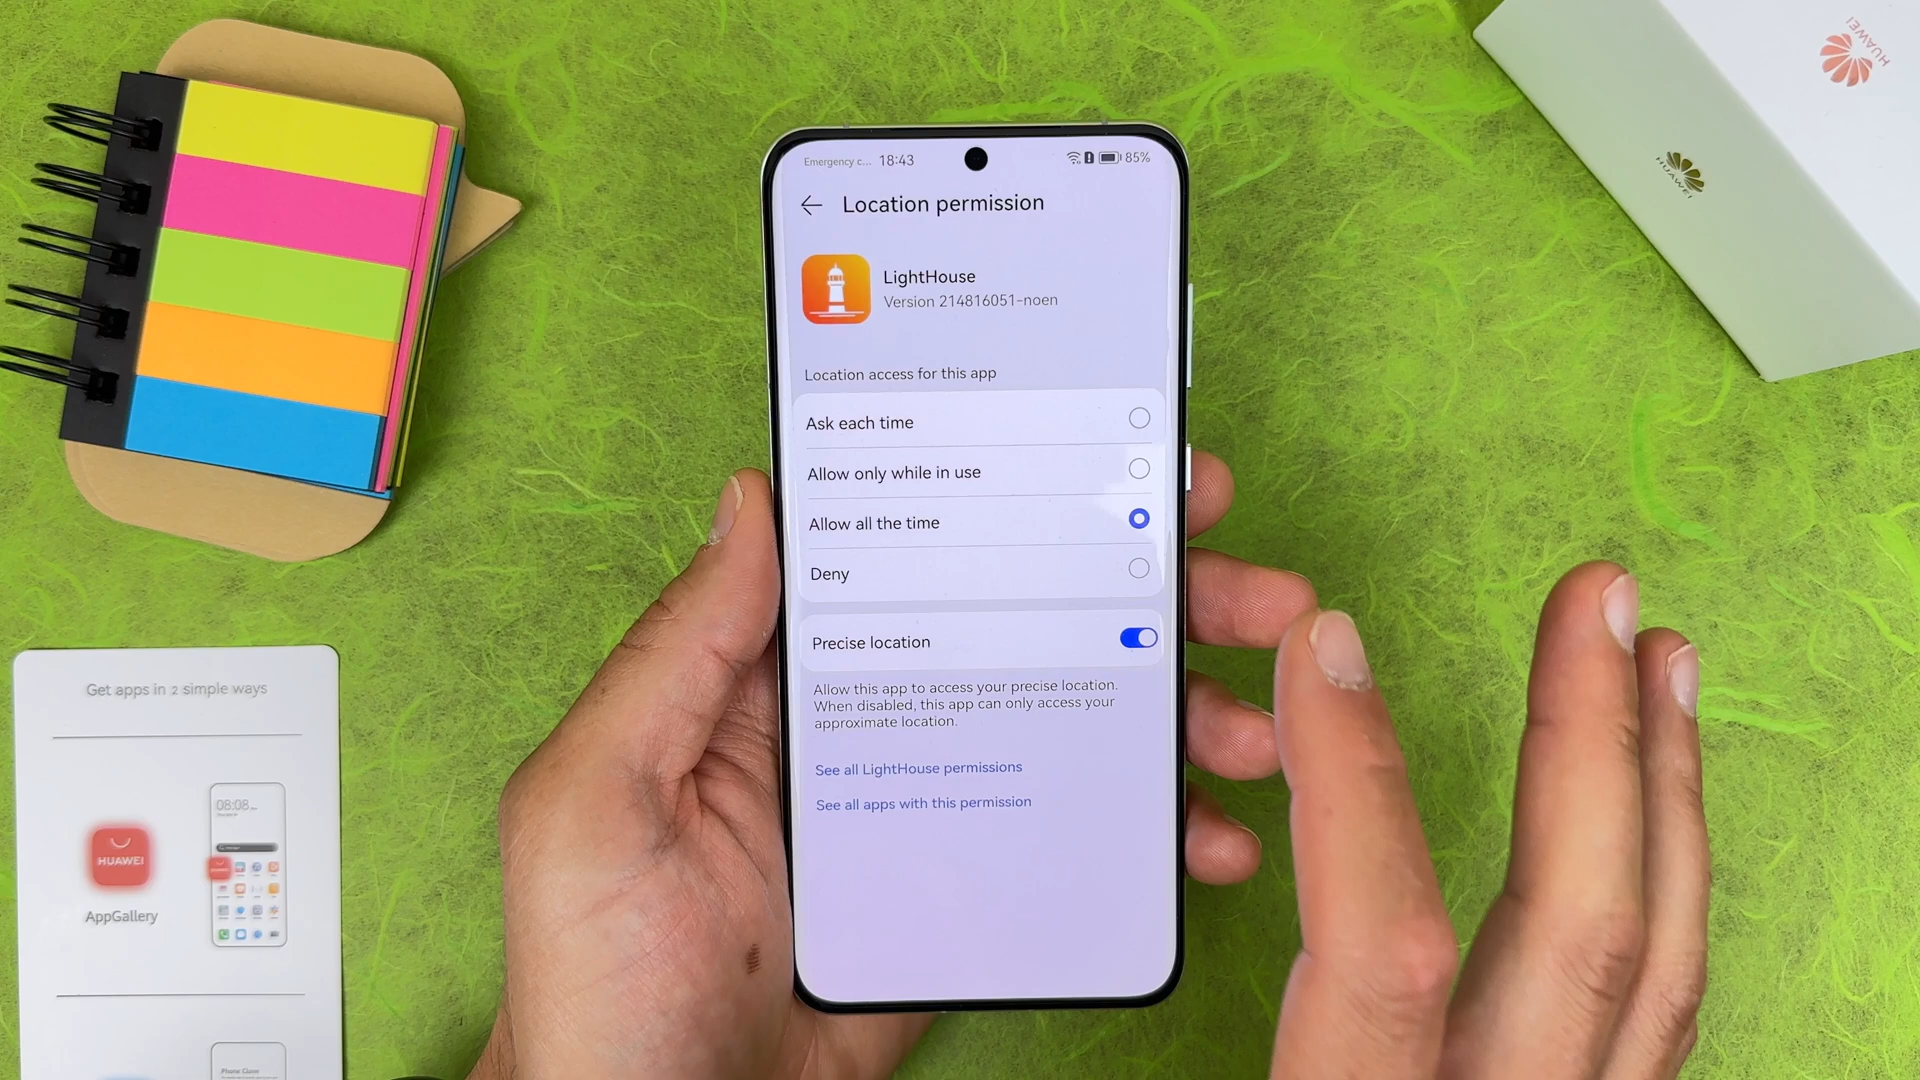 Emergency c... 18:43 85%
Location permission
LightHouse
Version 214816051-noen
Location access for this app
Ask each time
Allow only while in use
Allow all the time
Deny
Precise location
Allow this app to access your precise location.
When disabled, this app can only access your
approximate location.
See all LightHouse permissions
See all apps with this permission
HUAWEI
HUAWEI
Get apps in 2 simple ways
08:08
HUAWEI
AppGallery
Phone Clone